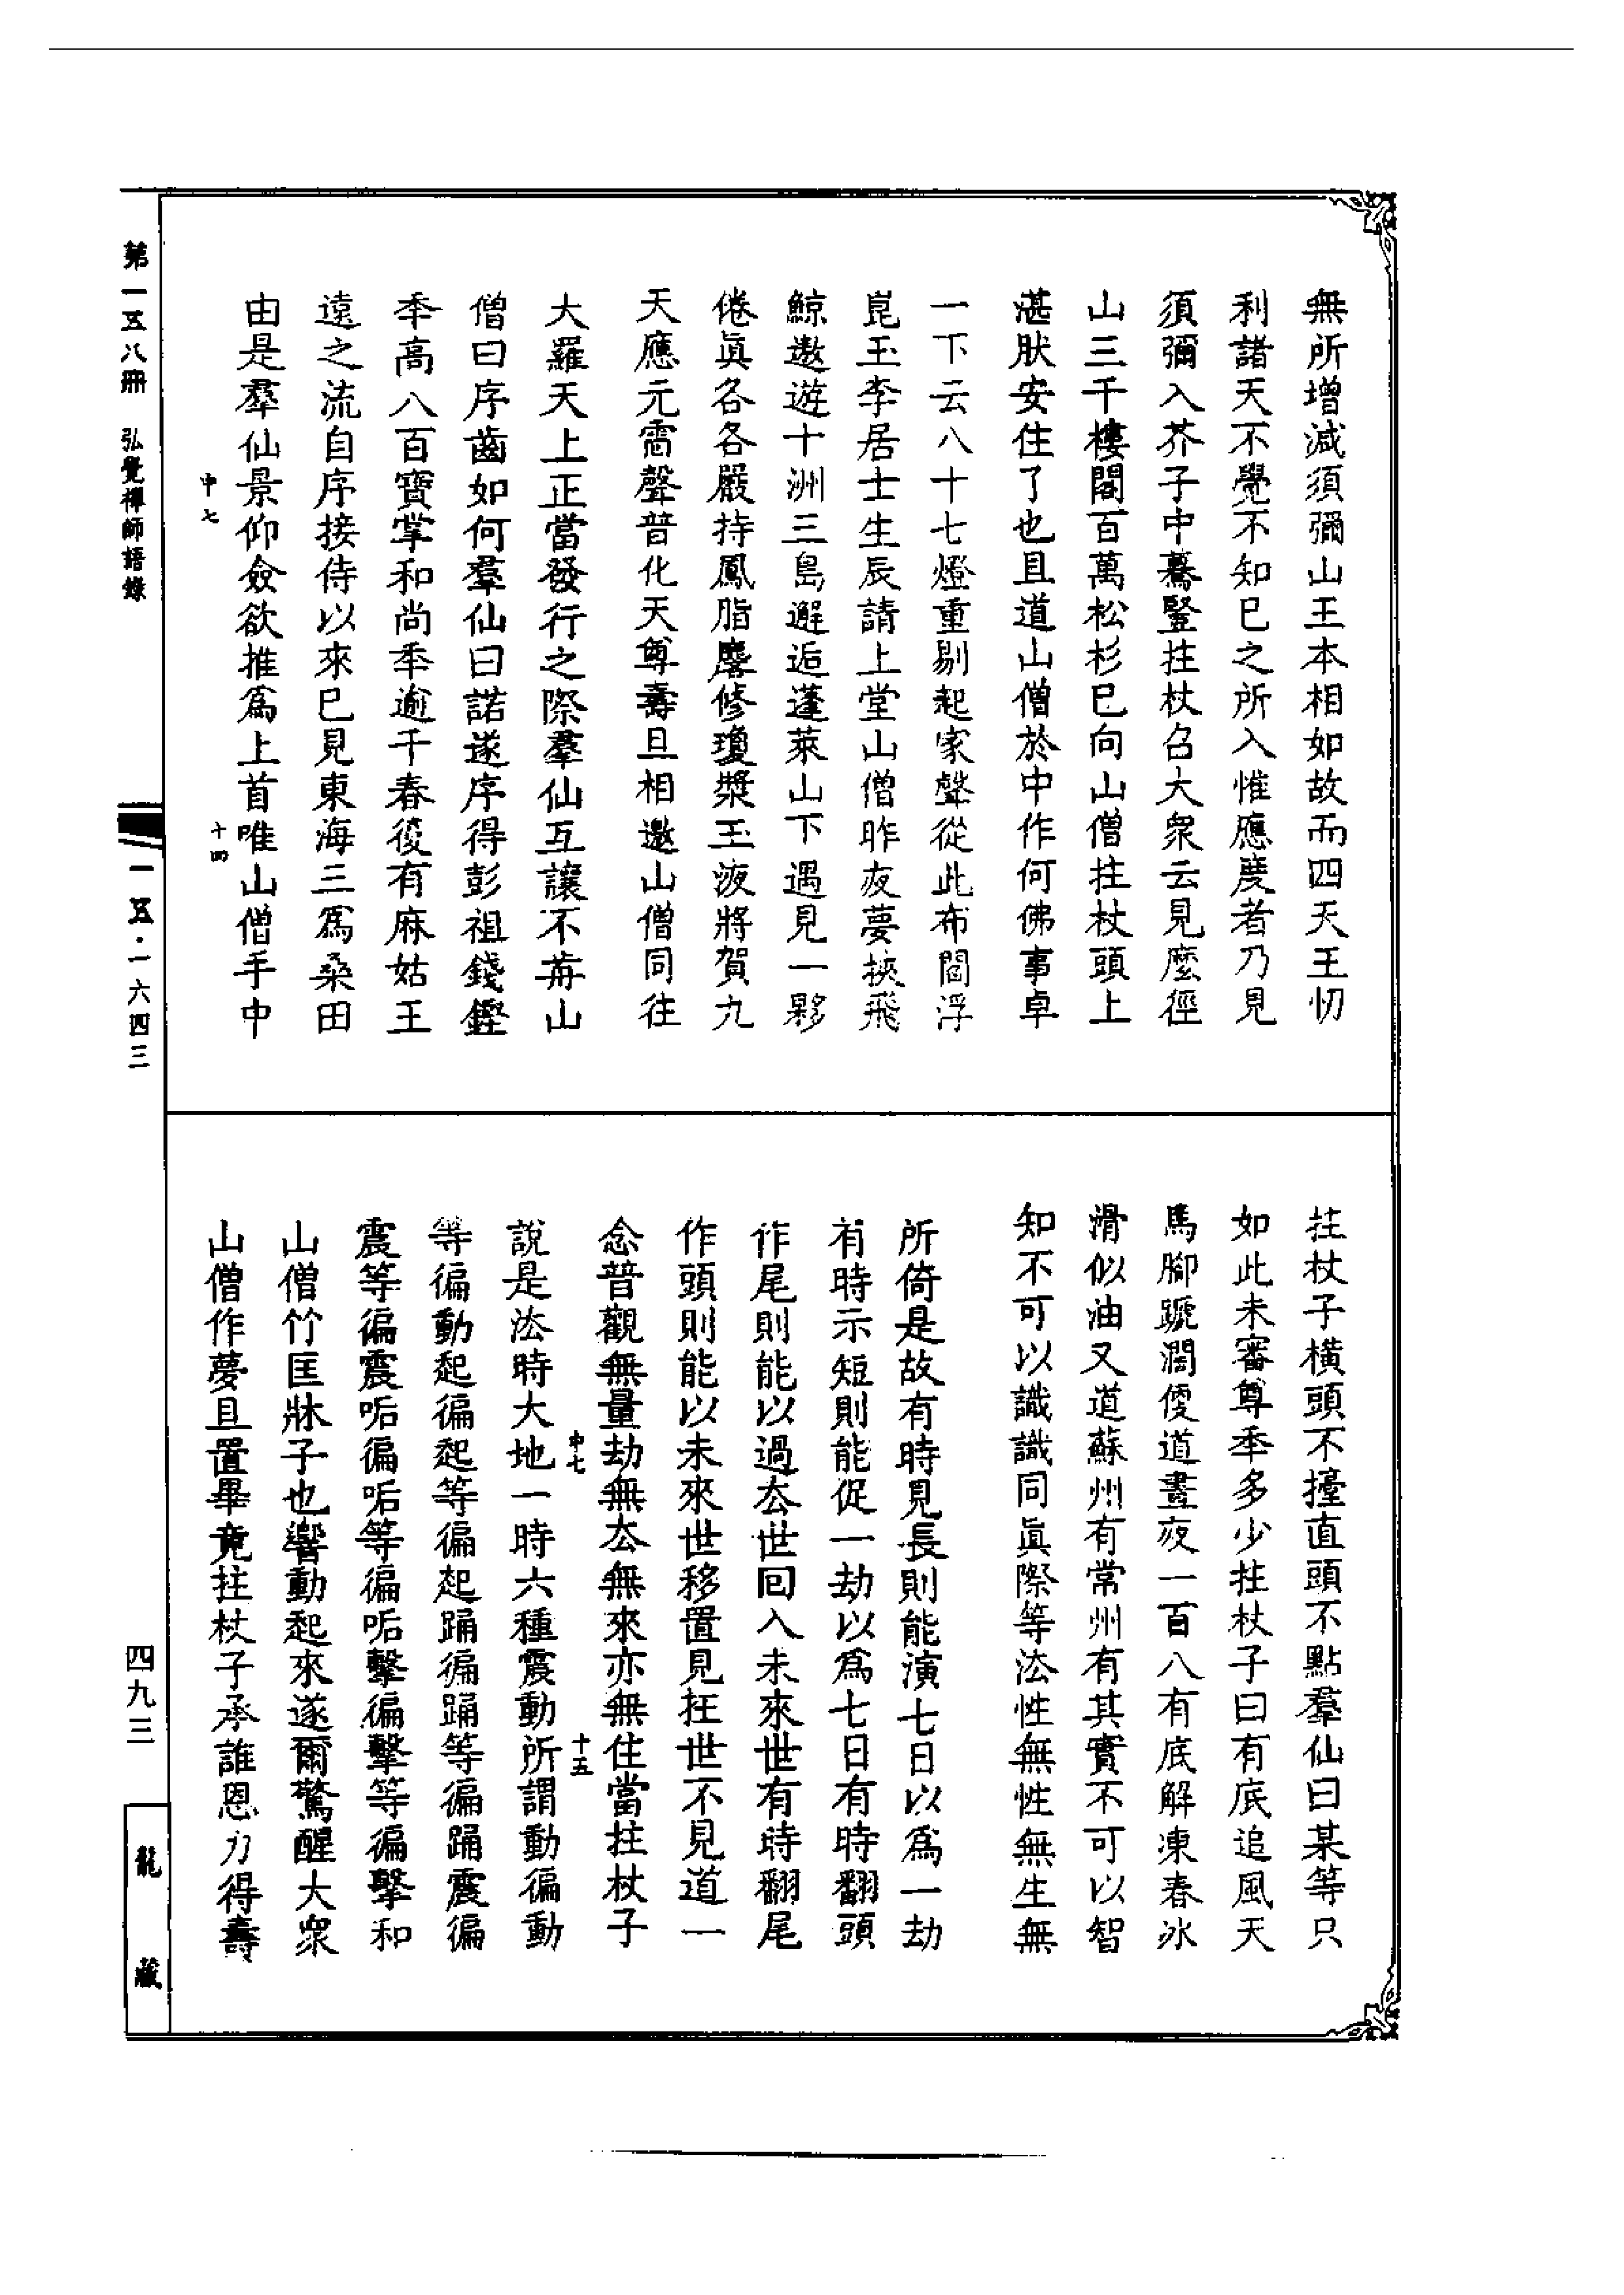 無所增減須彌山王本相如故而四天王忉
利諸天不覺不知已之所入惟應度者乃見
須彌入芥子中驀豎拄杖召大衆云見麼徑
山三千樓閣百萬松杉已向山僧拄杖頭上
湛肰安住了也且道山僧於中作何佛事卓
一下云八十七燈重剔起家聲從此布閻浮
崑玉李居士生辰請上堂山僧昨夜夢挾飛
鯨遨遊十洲三島邂逅蓬萊山下遇見一夥
僊眞各各嚴持鳳脂麞修瓊漿玉液將賀九
天應元雷聲普化天尊壽旦相邀山僧同往
大羅天上正當發行之際羣仙互讓不前山
僧曰序齒如何羣仙曰諾遂序得彭祖錢鏗
季高八百寶掌和尚秊逾千春後有麻姑王
遠之流自序接侍以來已見東海三爲桑田
由是羣仙景仰僉欲推爲上首唯山僧手中
中七
十四
拄杖子橫頭不擡直頭不點羣仙曰某等只
如此未審尊秊多少拄杖子曰有底追風天
馬腳蹏濶傻道晝夜一百八有底解凍春冰
滑似油又道蘇州有常州有其實不可以智
知不可以識識同眞際等法性無性無生無
所倚是故有時見長則能演七日以爲一劫
有時示短則能促一劫以爲七日有時翻頭
作尾則能以過厺世回入未來世有時翻尾
作頭則能以未來世移置見在世不見道一
念普觀無量劫無厺無來亦無住當拄杖子
中七
十五
說是法時大地一時六種震動所謂動徧動
等徧動起徧起等徧起踊徧踊等徧踊震徧
震等徧震吼徧吼等徧吼擊徧擊等徧擊和
山僧竹匡牀子也響動起來遂爾驚醒大衆
山僧作夢且置畢竟拄杖子承誰恩力得壽
第一五八冊　弘覺禪師語錄
一五·一六四三
四九三
龍藏